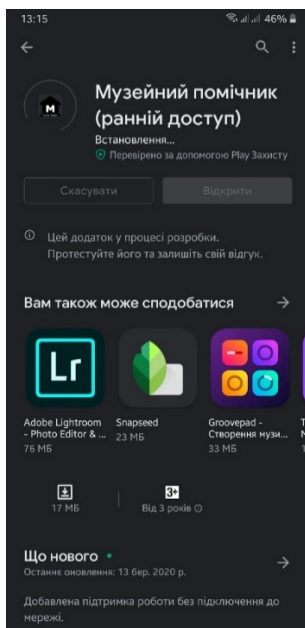 13:15
46%
M
Музейний помічник
(ранній доступ)
Встановлення...
Перевірено за допомогою Play Захисту
Скасувати
Відкрити
Цей додаток у процесі розробки.
Протестуйте його та залишіть свій відгук.
Вам також може сподобатися
Lr
Adobe Lightroom
- Photo Editor & ...
76 МБ
Snapseed
23 МБ
Groovepad -
Створення музи...
33 МБ
17 МБ
3+
Від 3 років
Що нового
Останнє оновлення: 13 бер. 2020 р.
Добавлена підтримка роботи без підключення до
мережі.